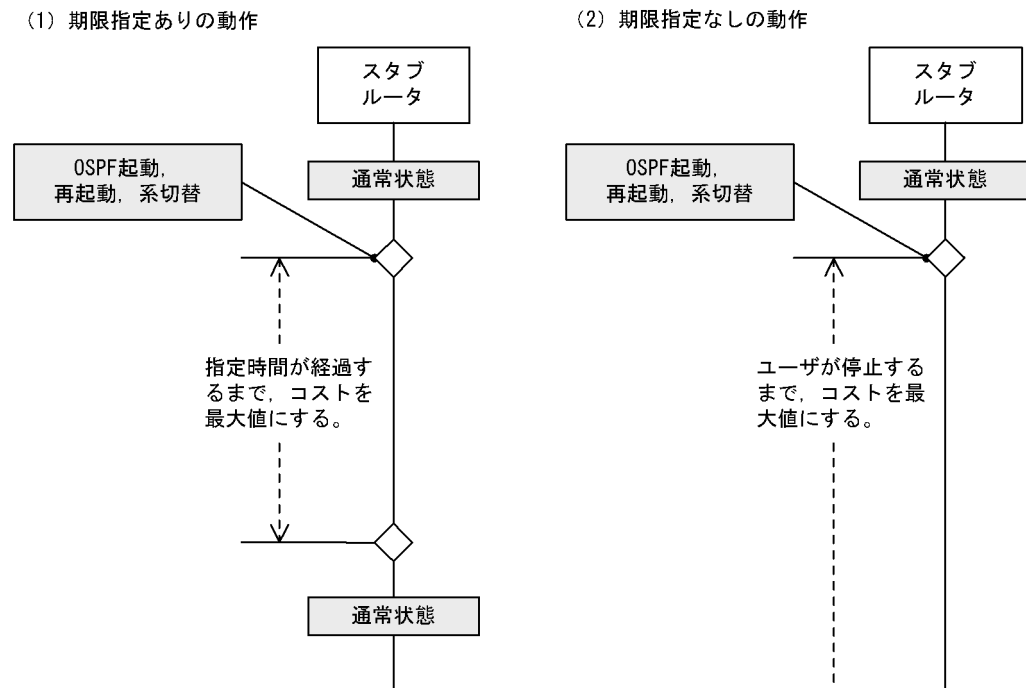 (1) 期限指定ありの動作
スタブ
ルータ
OSPF起動,
再起動, 系切替
通常状態
指定時間が経過す
るまで, コストを
最大値にする。
通常状態
(2) 期限指定なしの動作
スタブ
ルータ
OSPF起動,
再起動, 系切替
通常状態
ユーザが停止する
まで, コストを最
大値にする。